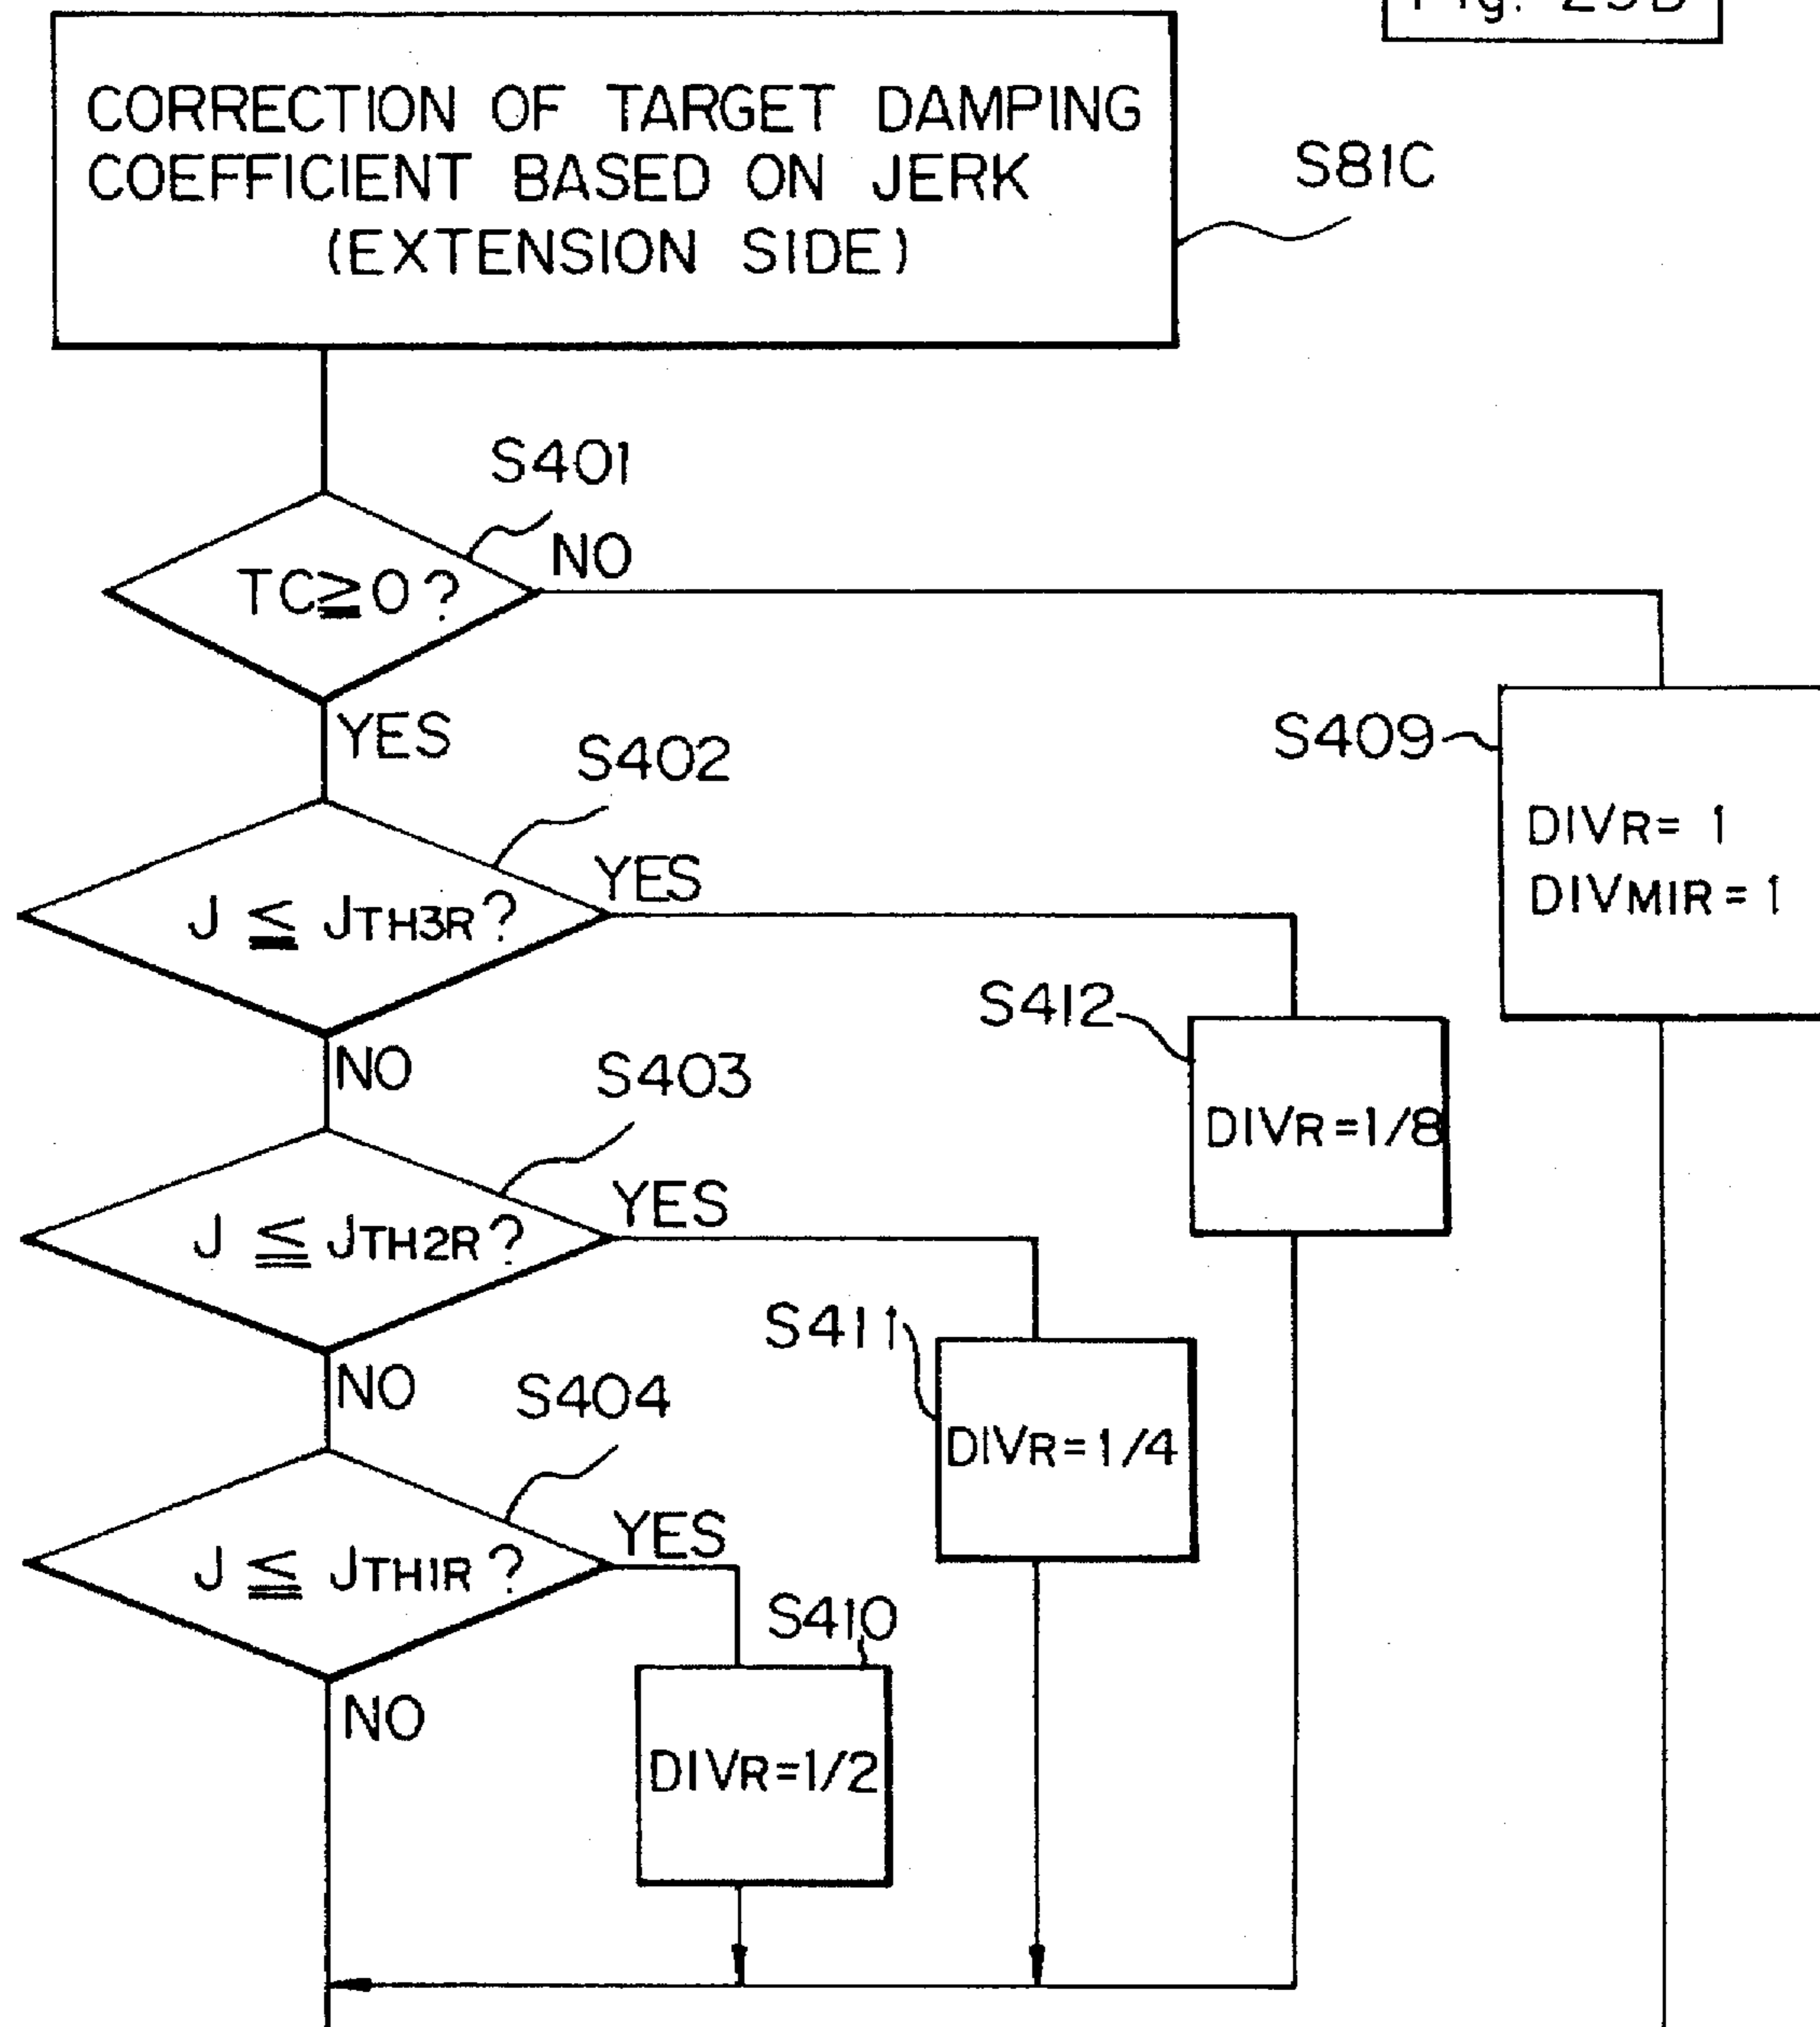 CORRECTION OF TARGET DAMPING
COEFFICIENT BASED ON JERK
(EXTENSION SIDE)
S81C
S401
TC≧0?
NO
YES
S402
S409
DIVR= 1
DIVMIR=1
J ≦ JTH3R?
YES
NO
S412
DIVR=1/8
S403
J ≦ JTH2R?
YES
NO
S411
DIVR=1/4
S404
J ≦ JTH1R?
YES
NO
S410
DIVR=1/2